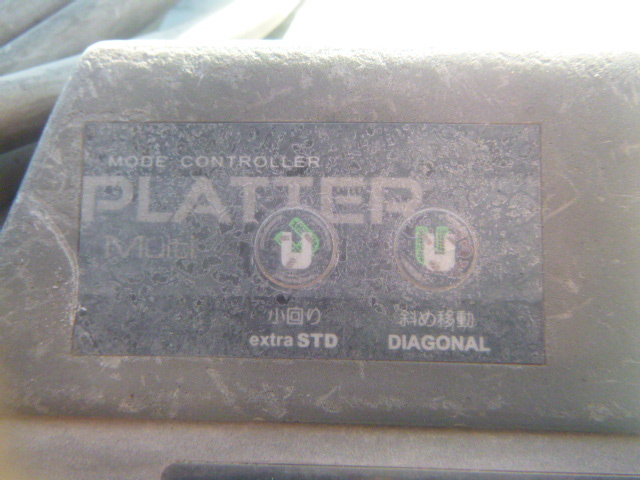 MODE CONTROLLER
PLATTER
Multi
小回り
extra STD
斜め移動
DIAGONAL